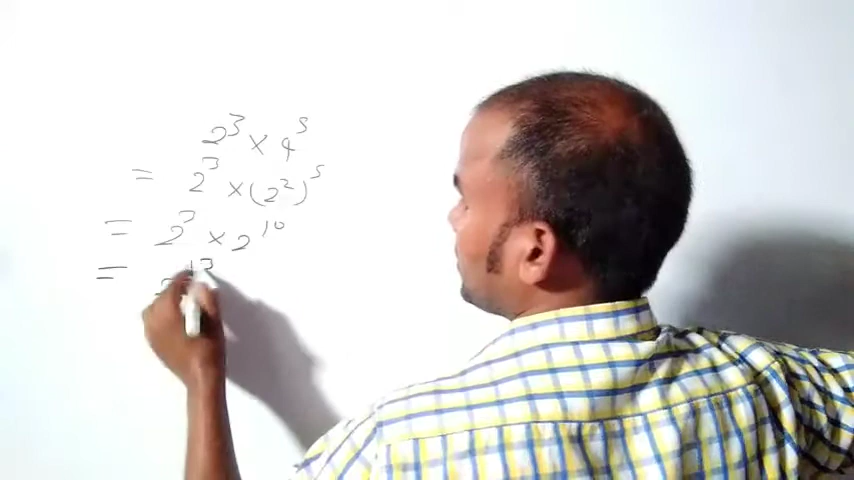 2³ × 4⁵
= 2³ × (2²)⁵
= 2³ × 2¹⁰
= 2¹³